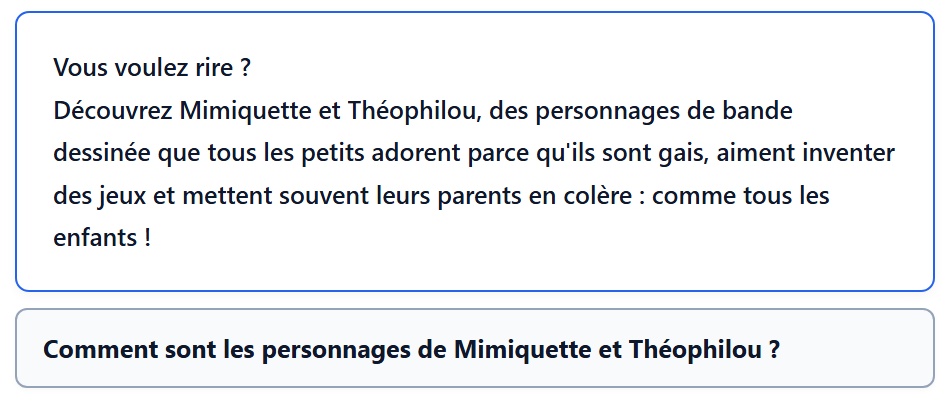 Vous voulez rire ?
Découvrez Mimiquette et Théophilou, des personnages de bande
dessinée que tous les petits adorent parce qu'ils sont gais, aiment inventer
des jeux et mettent souvent leurs parents en colère : comme tous les
enfants !
Comment sont les personnages de Mimiquette et Théophilou ?